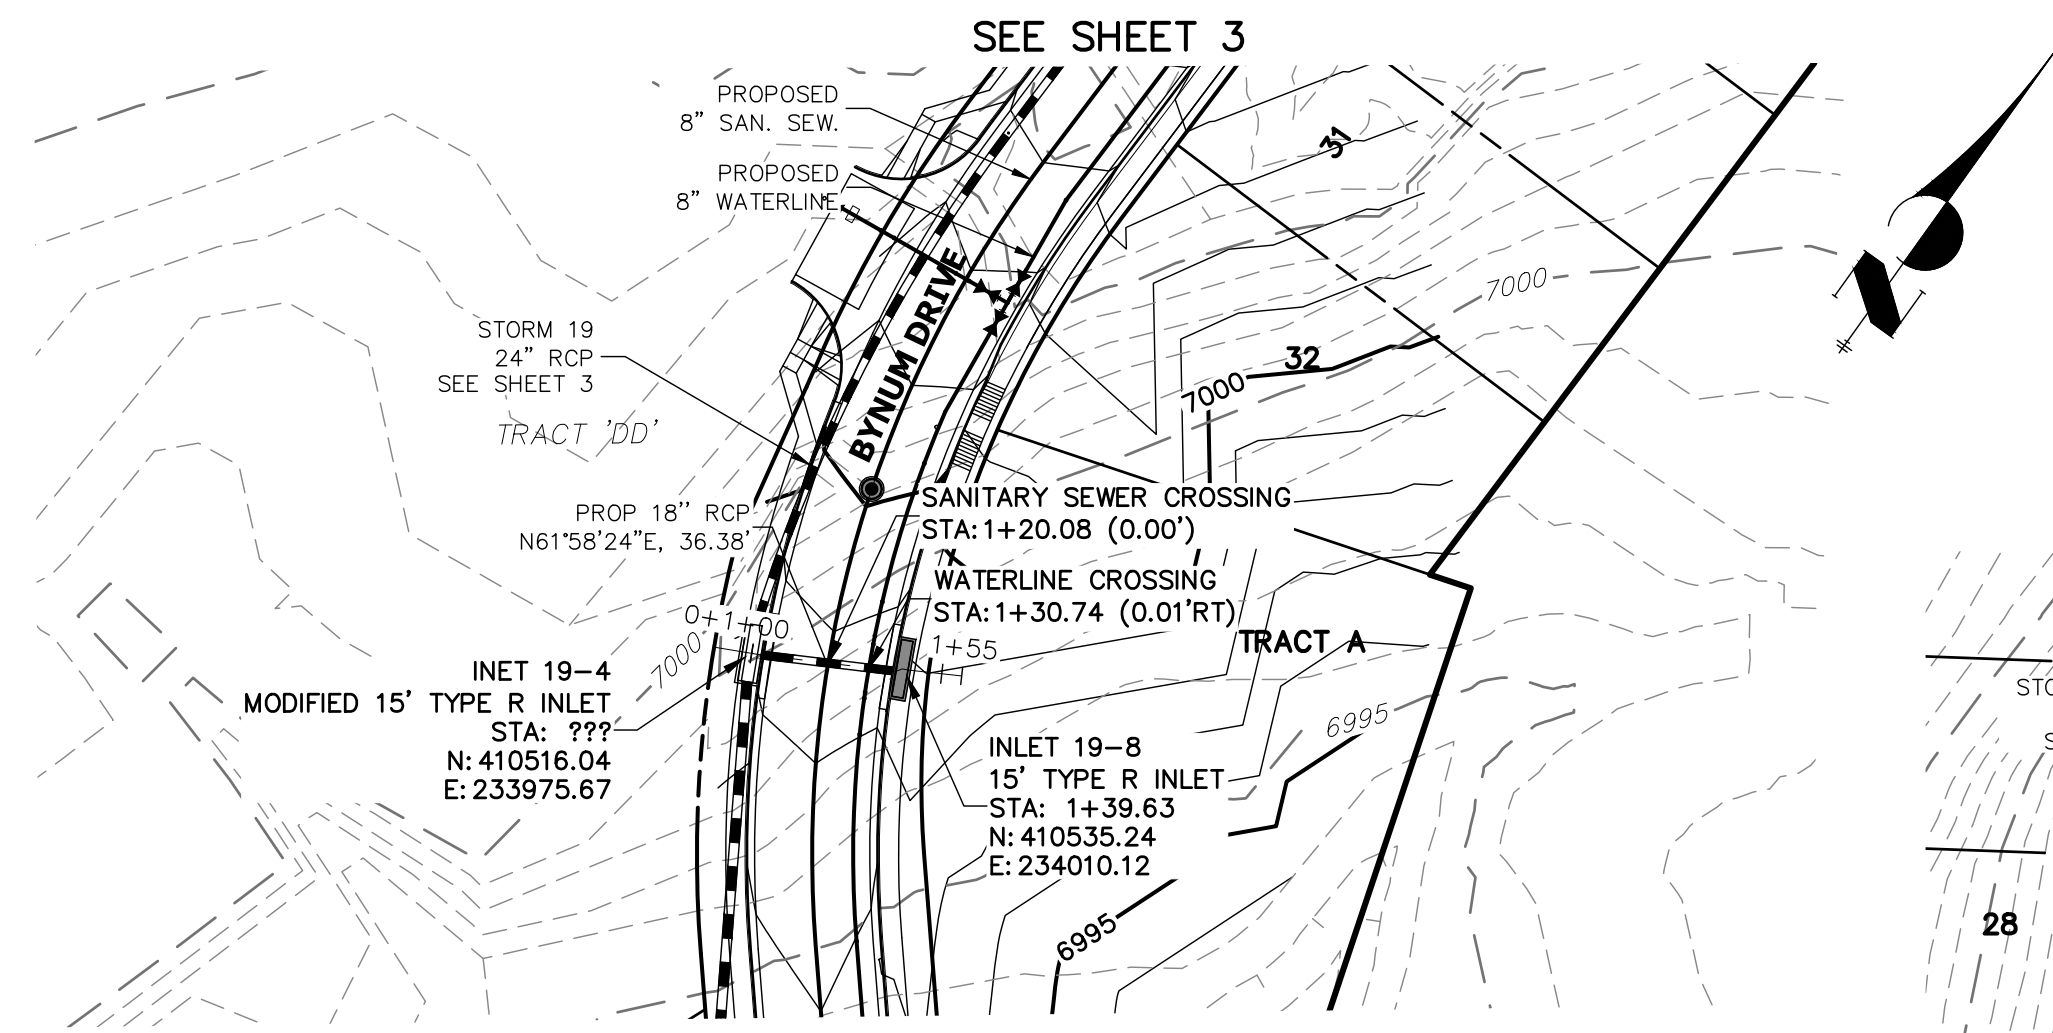 SEE SHEET 3
PROPOSED
8" SAN. SEW.
PROPOSED
8" WATERLINE
31
7000
BYNUM DRIVE
STORM 19
24" RCP
SEE SHEET 3
32
7000
TRACT 'DD'
PROP 18" RCP
N61°58'24"E, 36.38'
SANITARY SEWER CROSSING
STA:1+20.08 (0.00')
WATERLINE CROSSING
STA:1+30.74 (0.01'RT)
0+1+00
1+55
TRACT A
7000
INET 19-4
MODIFIED 15' TYPE R INLET
STA: ???
N:410516.04
E:233975.67
6995
INLET 19-8
15' TYPE R INLET
STA: 1+39.63
N:410535.24
E:234010.12
6995
N
STO
S
28